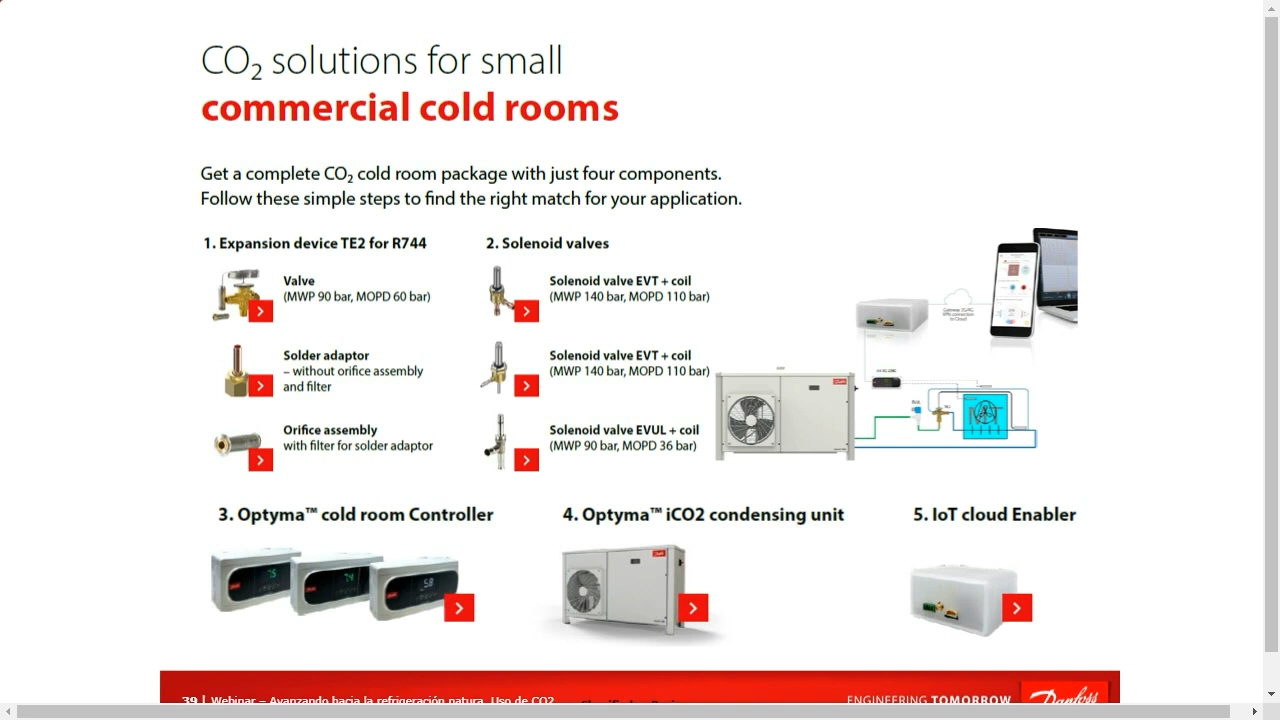 CO₂ solutions for small
commercial cold rooms
Get a complete CO₂ cold room package with just four components.
Follow these simple steps to find the right match for your application.
1. Expansion device TE2 for R744
Valve
(MWP 90 bar, MOPD 60 bar)
Solder adaptor
– without orifice assembly
and filter
Orifice assembly
with filter for solder adaptor
2. Solenoid valves
Solenoid valve EVT + coil
(MWP 140 bar, MOPD 110 bar)
Solenoid valve EVT + coil
(MWP 140 bar, MOPD 110 bar)
Solenoid valve EVUL + coil
(MWP 90 bar, MOPD 36 bar)
to Cloud
3. Optyma™ cold room Controller
4. Optyma™ iCO2 condensing unit
5. IoT cloud Enabler
39 | Webinar – Avanzando hacia la refrigeración natura. Uso de CO2
ENGINEERING TOMORROW
Danfoss